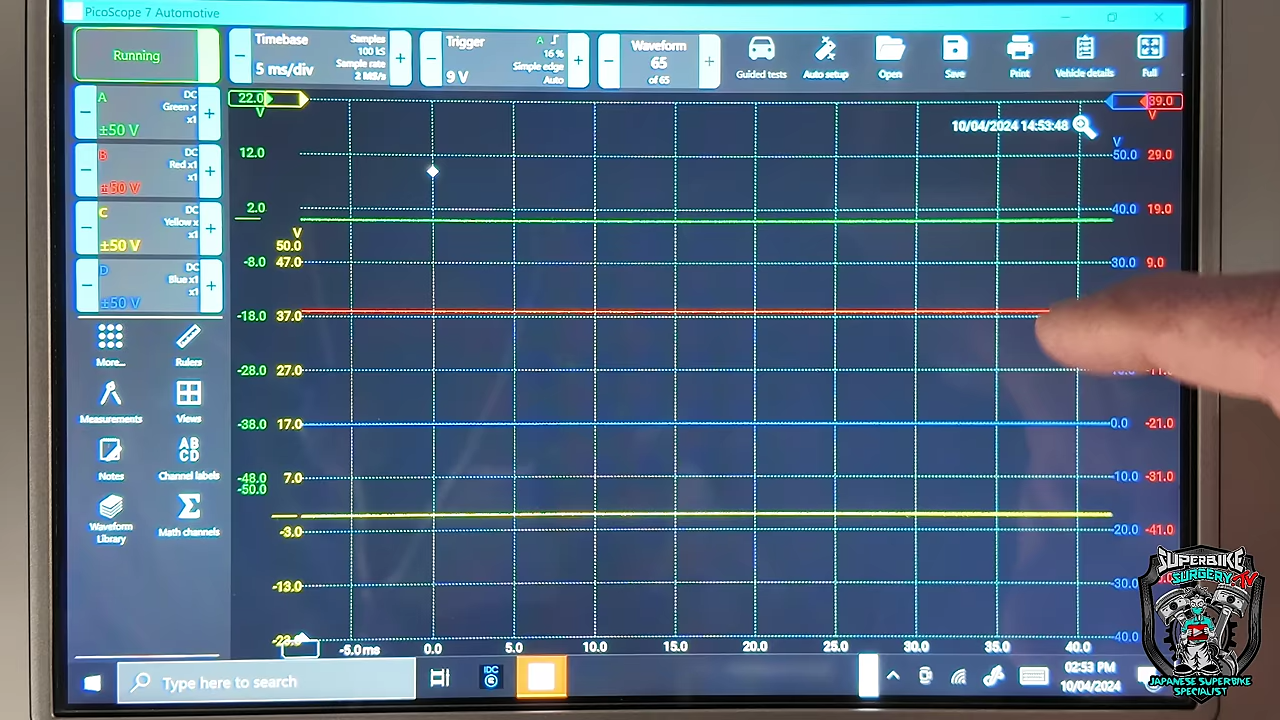 PicoScope 7 Automotive
Running
Timebase
5 ms/div
Samples
100 kS
Sample rate
2 MS/s
Trigger
9 V
A
16 %
Simple edge
Auto
Waveform
65
of 65
Guided tests
Auto setup
Open
Save
Print
Vehicle details
Full
A
DC
Green x1
x1
±50 V
B
DC
Red x1
x1
±50 V
C
DC
Yellow x
x1
±50 V
D
DC
Blue x1
x1
±50 V
More...
Rulers
Measurements
Views
Notes
Channel labels
Waveform
Library
Math channels
22.0
V
12.0
2.0
-8.0
-18.0
-28.0
-38.0
-48.0
-50.0
V
50.0
47.0
37.0
27.0
17.0
7.0
-3.0
-13.0
-23.0
10/04/2024 14:53:48
V
50.0
40.0
30.0
0.0
-10.0
-20.0
-30.0
-40.0
39.0
V
29.0
19.0
9.0
-21.0
-31.0
-41.0
-5.0 ms
0.0
5.0
10.0
15.0
20.0
25.0
30.0
35.0
40.0
Type here to search
IDC
02:53 PM
10/04/2024
SUPERBIKE
SURGERY TV
JAPANESE SUPERBIKE
SPECIALIST